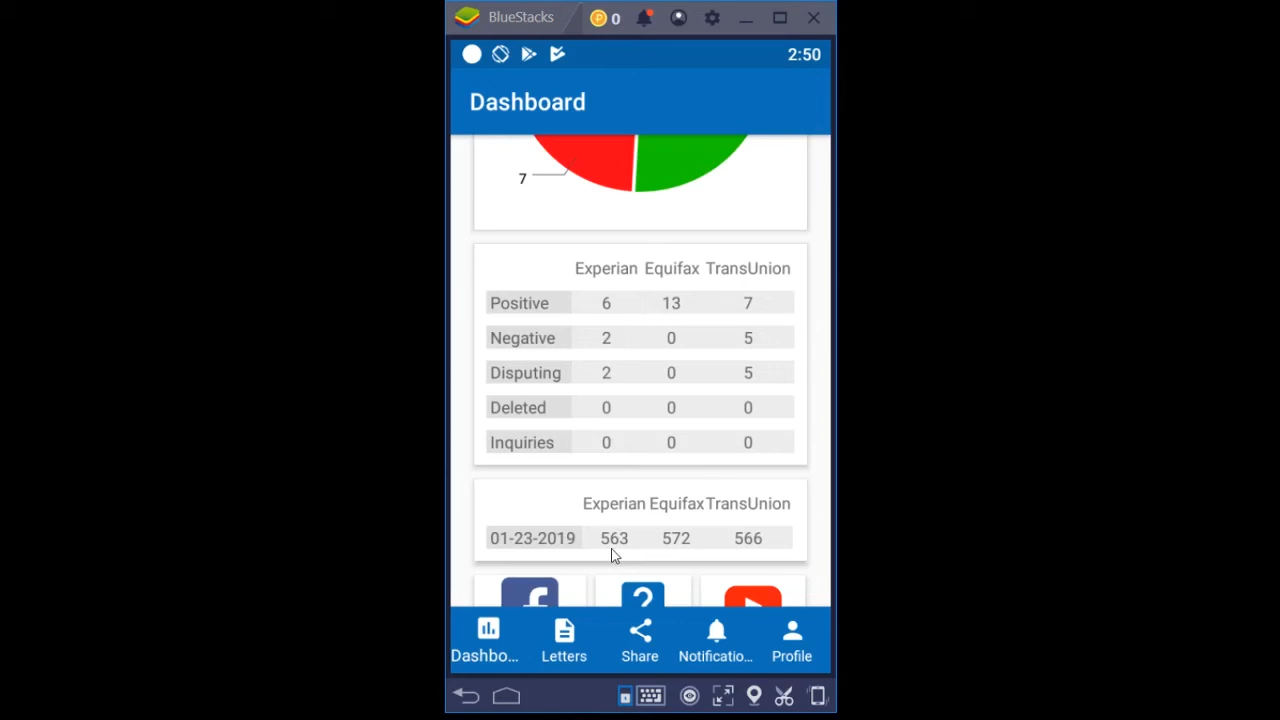 BlueStacks
0
2:50
Dashboard
7
Experian Equifax TransUnion
Positive 6 13 7
Negative 2 0 5
Disputing 2 0 5
Deleted 0 0 0
Inquiries 0 0 0
Experian Equifax TransUnion
01-23-2019 563 572 566
f ?
Dashbo... Letters Share Notificatio... Profile